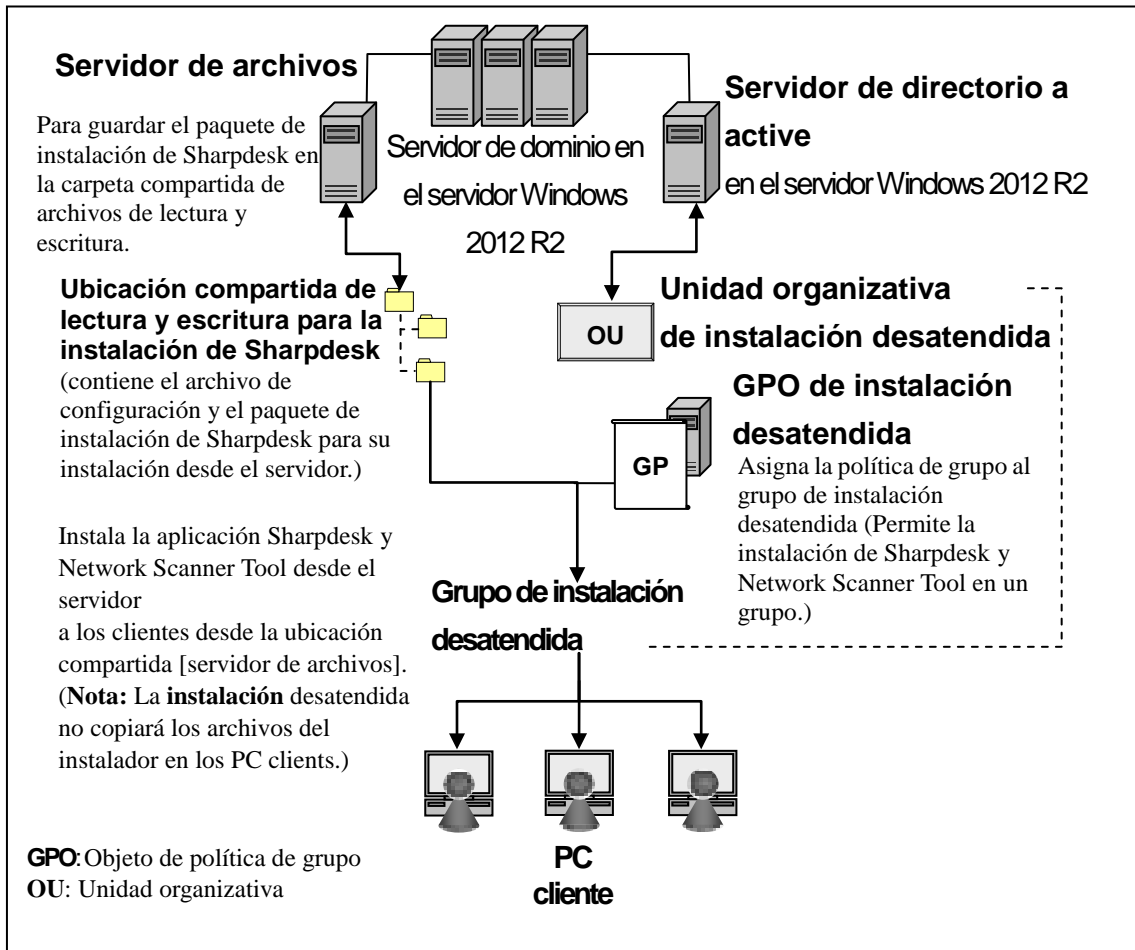 Servidor de archivos
Para guardar el paquete de
instalación de Sharpdesk en
la carpeta compartida de
archivos de lectura y
escritura.
Servidor de dominio en
el servidor Windows
2012 R2
Servidor de directorio a
active
en el servidor Windows 2012 R2
Ubicación compartida de
lectura y escritura para la
instalación de Sharpdesk
(contiene el archivo de
configuración y el paquete de
instalación de Sharpdesk para su
instalación desde el servidor.)
OU
Unidad organizativa
de instalación desatendida
GP
GPO de instalación
desatendida
Asigna la política de grupo al
grupo de instalación
desatendida (Permite la
instalación de Sharpdesk y
Network Scanner Tool en un
grupo.)
Instala la aplicación Sharpdesk y
Network Scanner Tool desde el
servidor
a los clientes desde la ubicación
compartida [servidor de archivos].
(Nota: La instalación desatendida
no copiará los archivos del
instalador en los PC clients.)
Grupo de instalación
desatendida
PC
cliente
GPO: Objeto de política de grupo
OU: Unidad organizativa